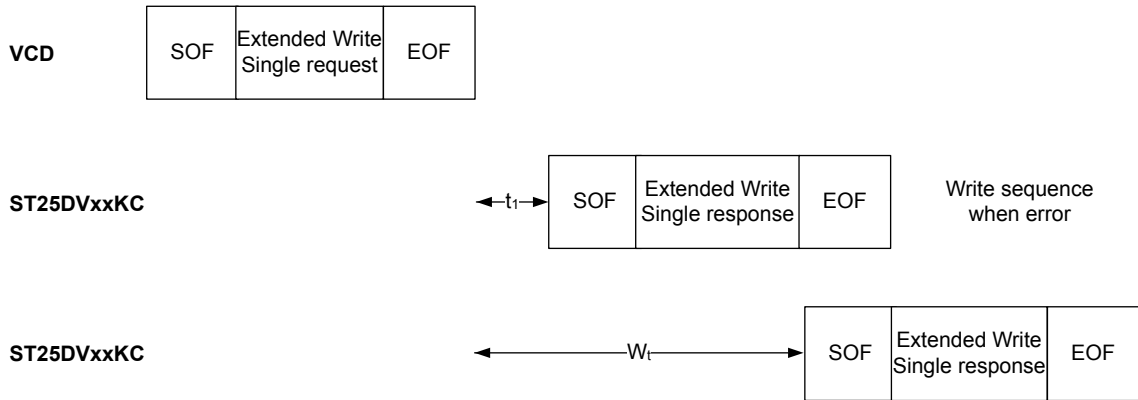 VCD
SOF
Extended Write
Single request
EOF
ST25DVxxKC
t1
SOF
Extended Write
Single response
EOF
Write sequence
when error
ST25DVxxKC
Wt
SOF
Extended Write
Single response
EOF